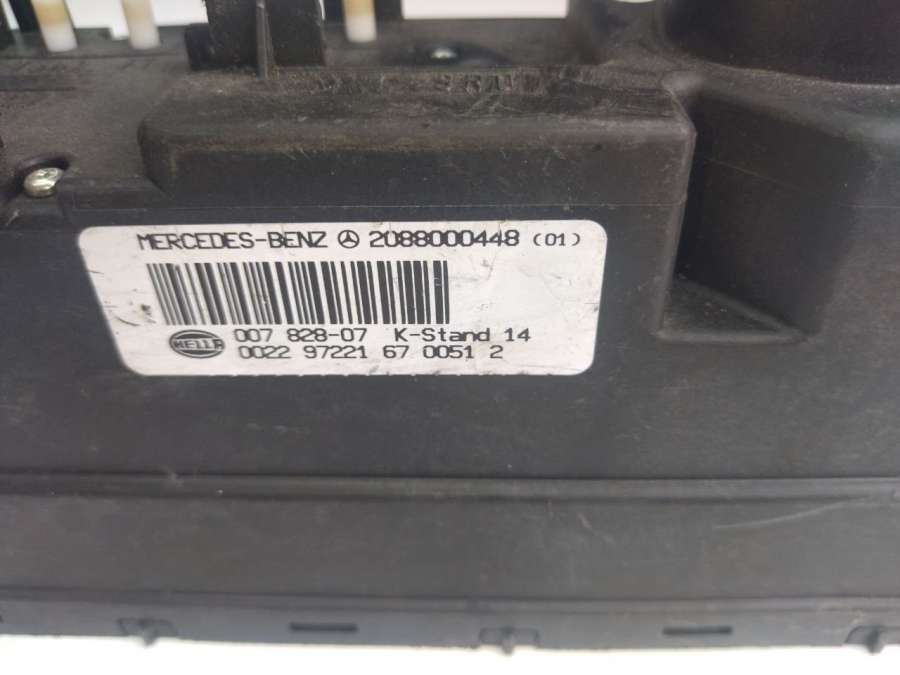 MERCEDES-BENZ 2088000448 (01)
HELLA 007 828-07 K-Stand 14
0022 97221 67 0051 2